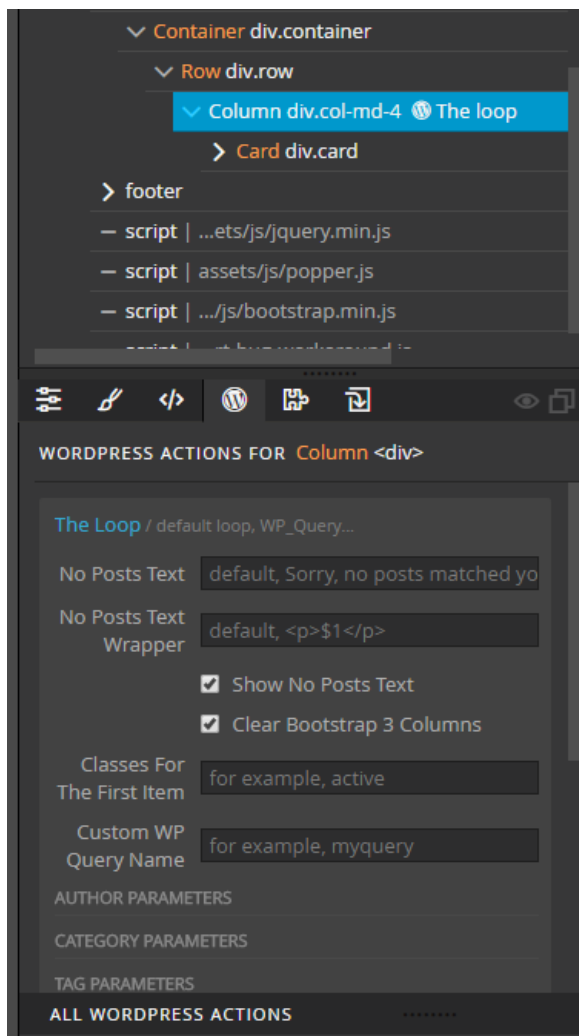 Container div.container
Row div.row
Column div.col-md-4 The loop
Card div.card
footer
script | ...ets/js/jquery.min.js
script | assets/js/popper.js
script | .../js/bootstrap.min.js
WORDPRESS ACTIONS FOR Column <div>
The Loop / default loop, WP_Query...
No Posts Text default, Sorry, no posts matched yo
No Posts Text
Wrapper default, <p>$1</p>
Show No Posts Text
Clear Bootstrap 3 Columns
Classes For
The First Item for example, active
Custom WP
Query Name for example, myquery
AUTHOR PARAMETERS
CATEGORY PARAMETERS
TAG PARAMETERS
ALL WORDPRESS ACTIONS